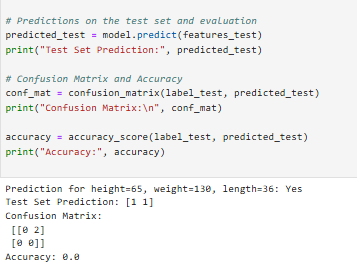 # Predictions on the test set and evaluation
predicted_test = model.predict(features_test)
print("Test Set Prediction:", predicted_test)
# Confusion Matrix and Accuracy
conf_mat = confusion_matrix(label_test, predicted_test)
print("Confusion Matrix:\n", conf_mat)
accuracy = accuracy_score(label_test, predicted_test)
print("Accuracy:", accuracy)
Prediction for height=65, weight=130, length=36: Yes
Test Set Prediction: [1 1]
Confusion Matrix:
[[0 2]
[0 0]]
Accuracy: 0.0